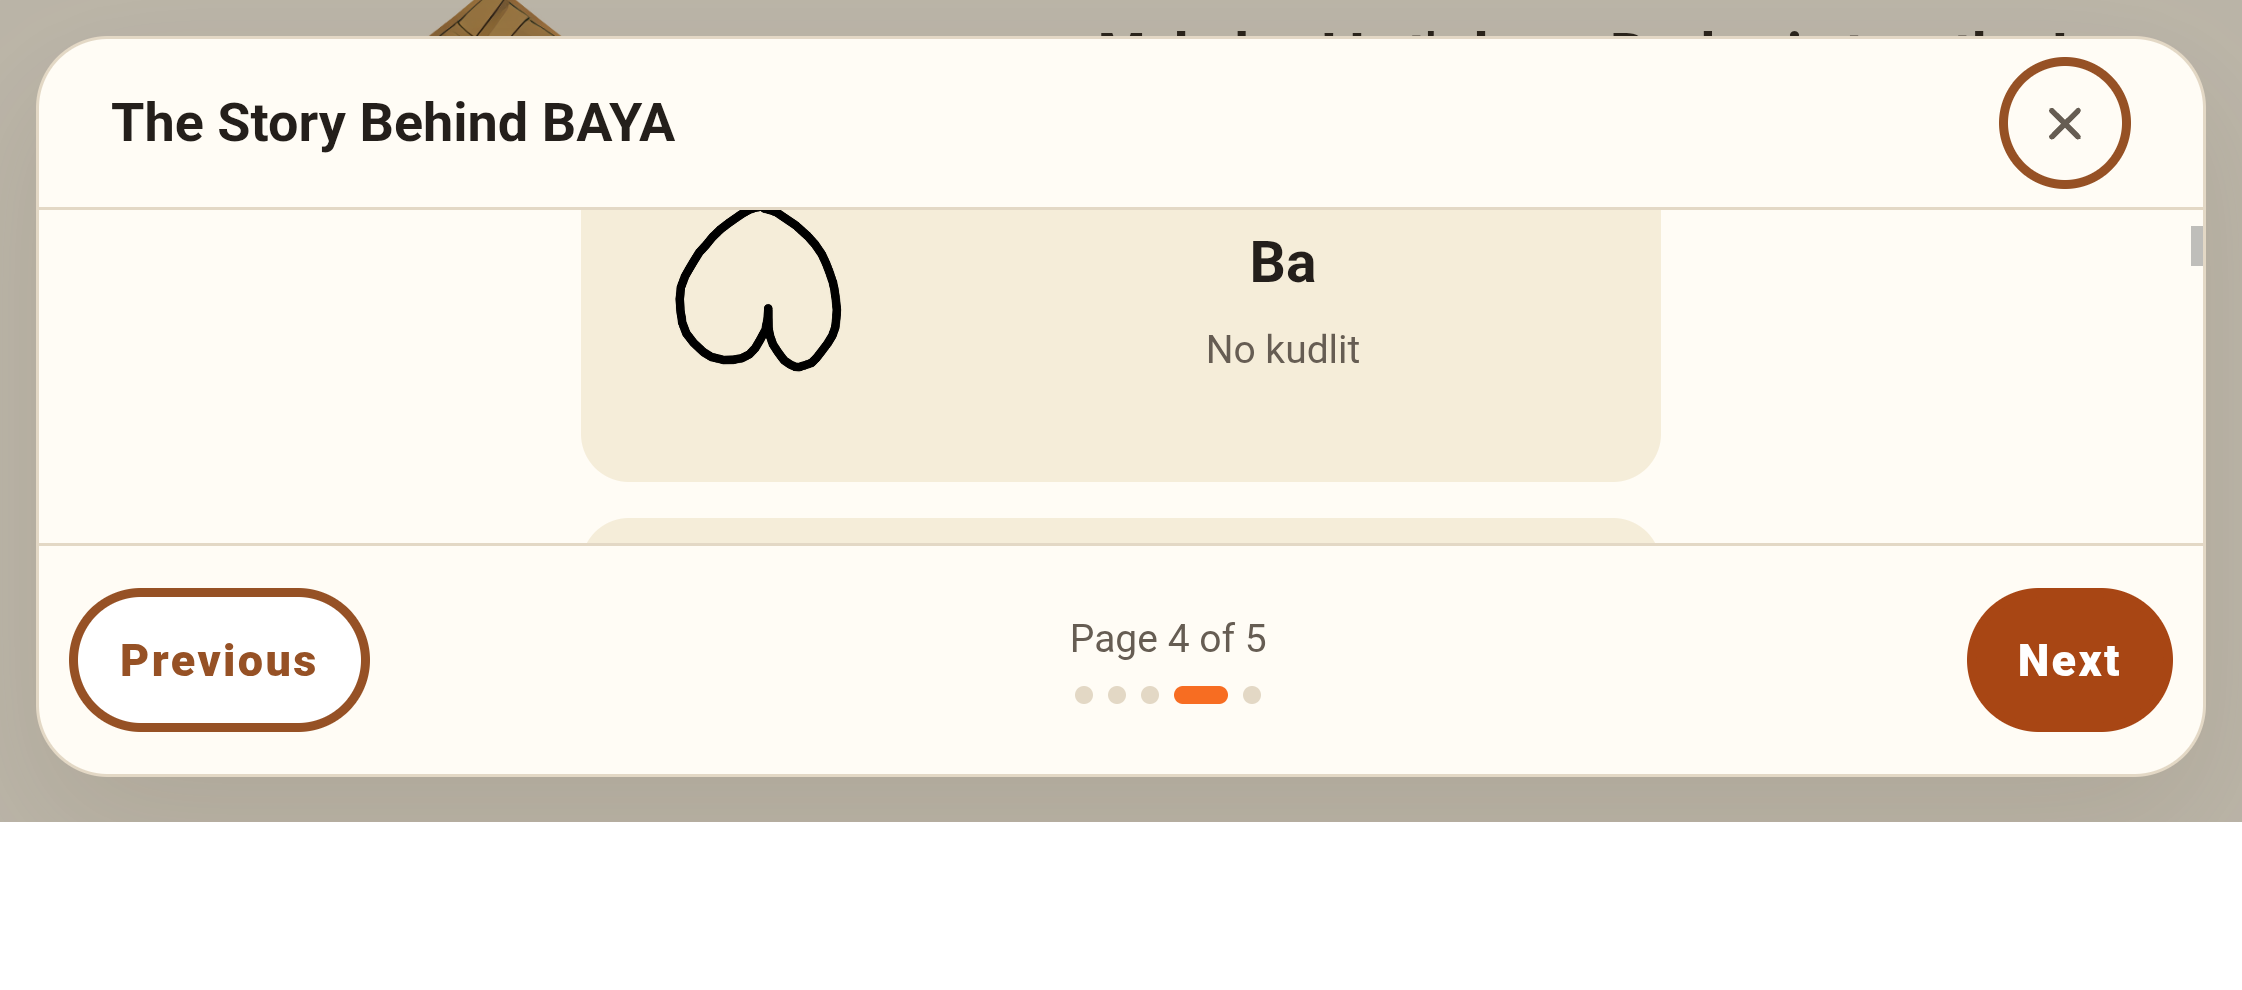 The Story Behind BAYA
ᜊ
Ba
No kudlit
Page 4 of 5
Previous
Next